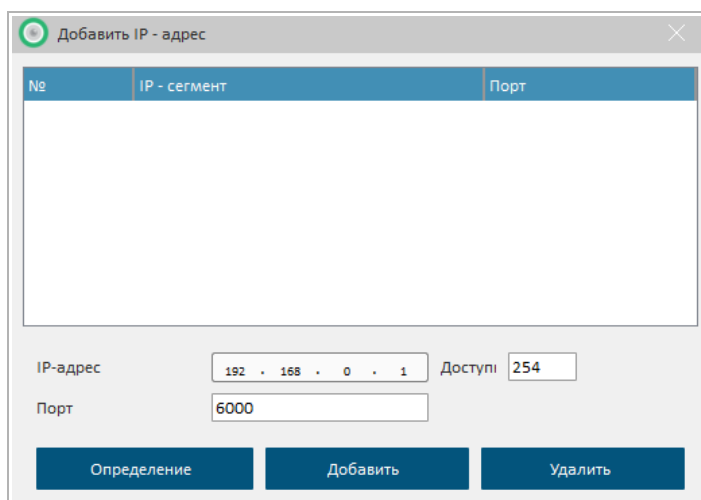 Добавить IP - адрес
№ IP - сегмент Порт
IP-адрес 192 . 168 . 0 . 1 Доступ 254
Порт 6000
Определение Добавить Удалить